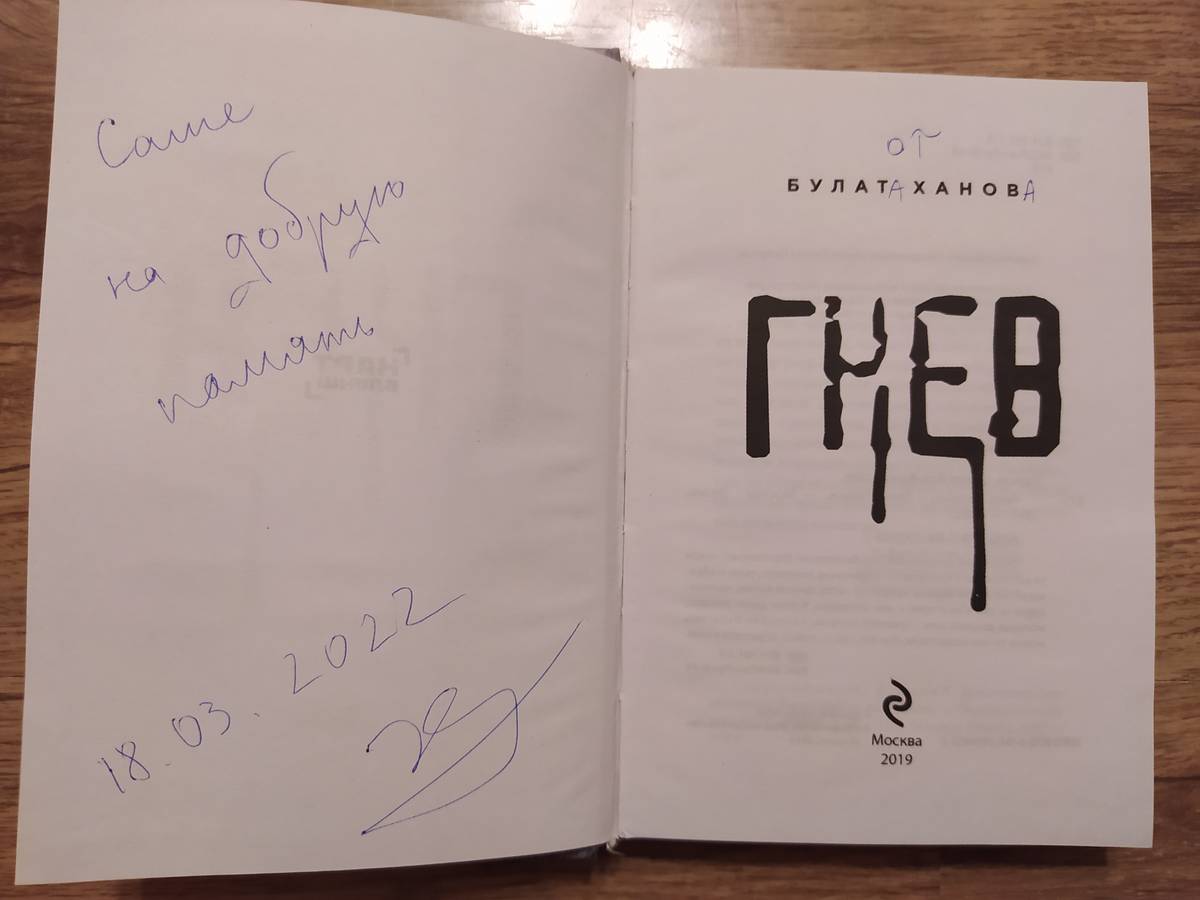 Саше
на добрую
память
18.03.2022
от
БУЛАТа ХАНОВа
ГНЕВ
Москва
2019